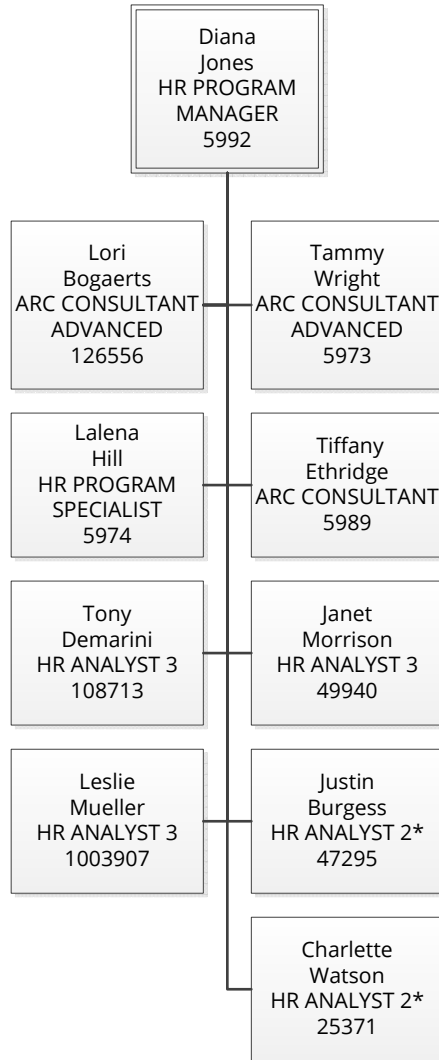 Diana
Jones
HR PROGRAM
MANAGER
5992
Lori
Bogaerts
ARC CONSULTANT
ADVANCED
126556
Tammy
Wright
ARC CONSULTANT
ADVANCED
5973
Lalena
Hill
HR PROGRAM
SPECIALIST
5974
Tiffany
Ethridge
ARC CONSULTANT
5989
Tony
Demarini
HR ANALYST 3
108713
Janet
Morrison
HR ANALYST 3
49940
Leslie
Mueller
HR ANALYST 3
1003907
Justin
Burgess
HR ANALYST 2*
47295
Charlette
Watson
HR ANALYST 2*
25371